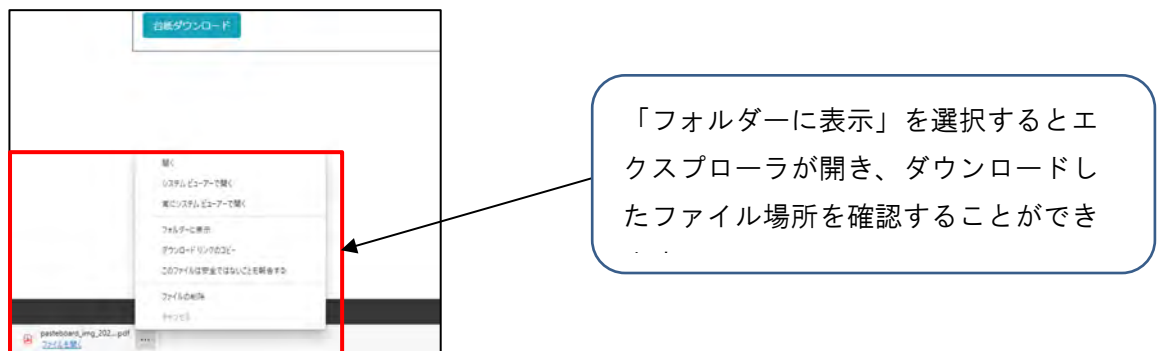 台紙ダウンロード
開く
システム ビューアーで開く
常にシステム ビューアーで開く
フォルダーに表示
ダウンロード リンクのコピー
このファイルは安全ではないことを報告する
ファイルの削除
キャンセル
pasteboard_img_202....pdf
ファイルを開く
「フォルダーに表示」を選択するとエ
クスプローラが開き、ダウンロードし
たファイル場所を確認することができ